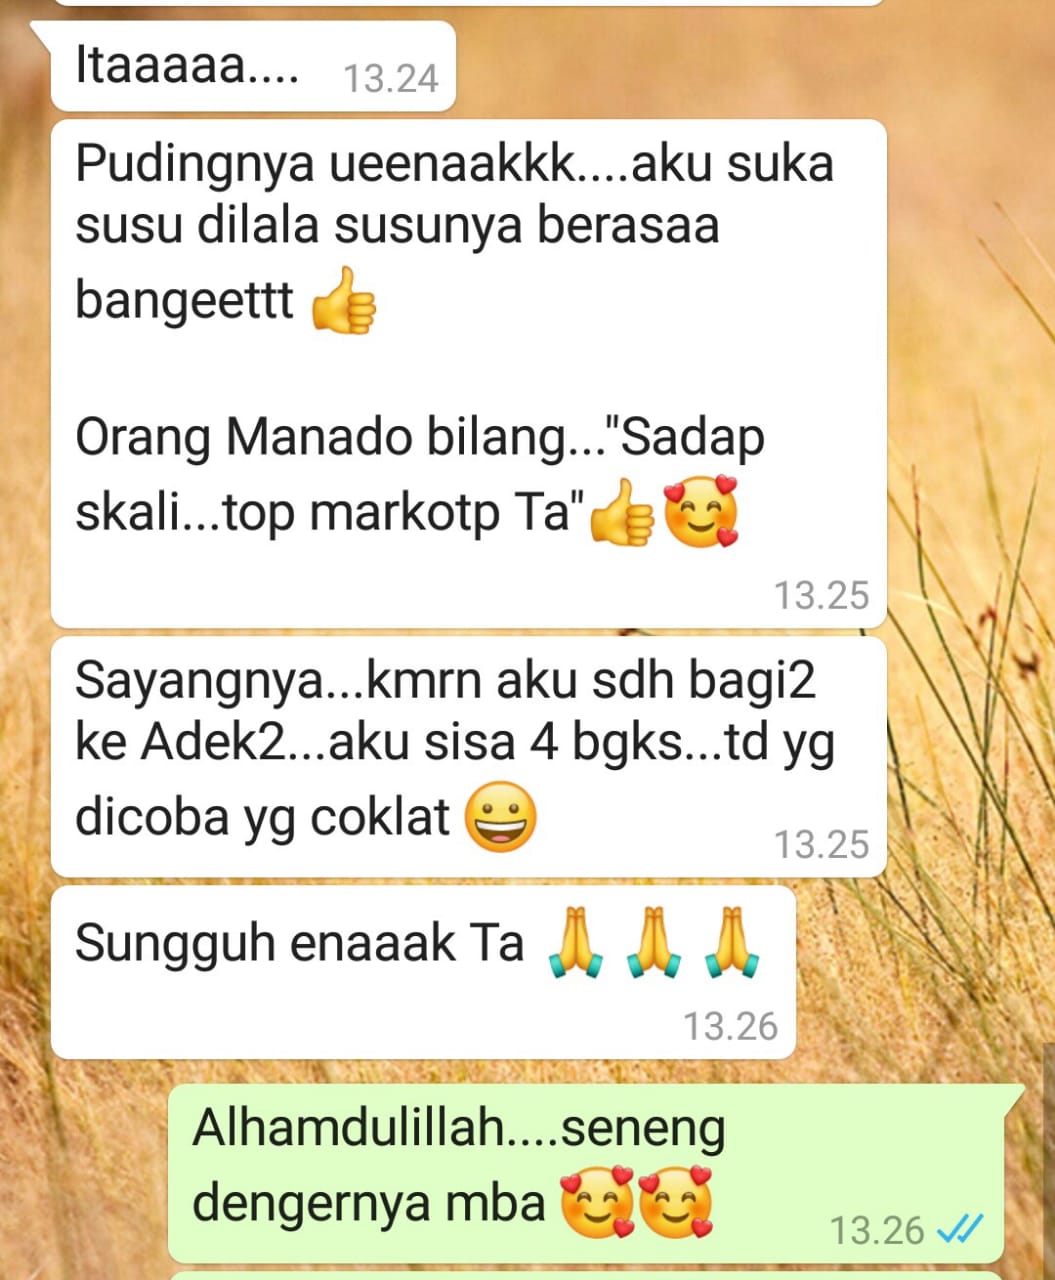 Itaaaaa.... 13.24
Pudingnya ueenaakkk....aku suka
susu dilala susunya berasaa
bangeettt 👍
Orang Manado bilang..."Sadap
skali...top markotp Ta"👍🥰
13.25
Sayangnya...kmrn aku sdh bagi2
ke Adek2...aku sisa 4 bgks...td yg
dicoba yg coklat 😀
13.25
Sungguh enaaak Ta 🙏🙏🙏
13.26
Alhamdulillah....seneng
dengernya mba 🥰🥰
13.26